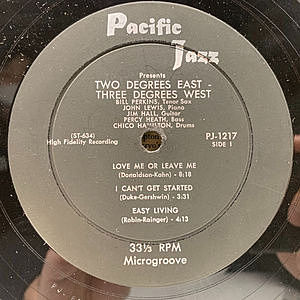 Pacific
Jazz
Presents
TWO DEGREES EAST -
THREE DEGREES WEST
BILL PERKINS, Tenor Sax
JOHN LEWIS, Piano
JIM HALL, Guitar
PERCY HEATH, Bass
CHICO HAMILTON, Drums
(ST-634)
High Fidelity Recording
PJ-1217
SIDE 1
LOVE ME OR LEAVE ME
(Donaldson-Kahn) - 8:18
I CAN'T GET STARTED
(Duke-Gershwin) - 3:31
EASY LIVING
(Robin-Rainger) - 4:13
33⅓ RPM
Microgroove